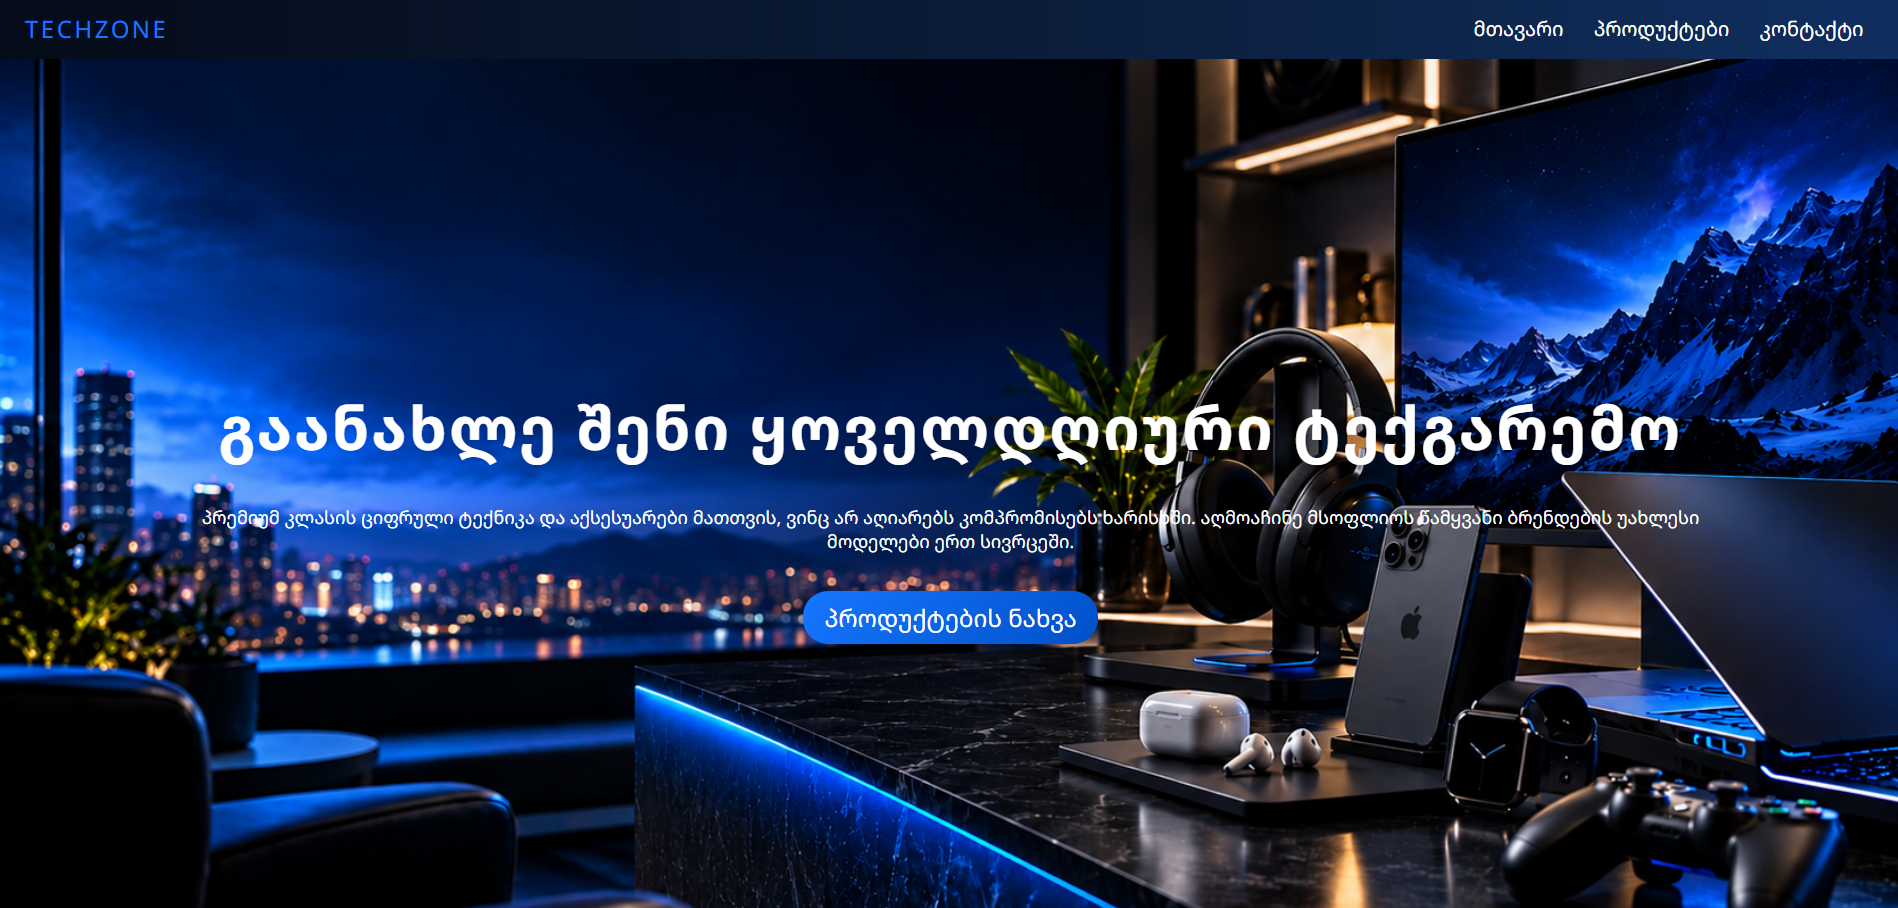 TECHZONE
მთავარი
პროდუქტები
კონტაქტი
გაანახლე შენი ყოველდღიური ტექგარემო
პრემიუმ კლასის ციფრული ტექნიკა და აქსესუარები მათთვის, ვინც არ აღიარებს კომპრომისებს ხარისხში. აღმოაჩინე მსოფლიოს წამყვანი ბრენდების უახლესი
მოდელები ერთ სივრცეში.
პროდუქტების ნახვა